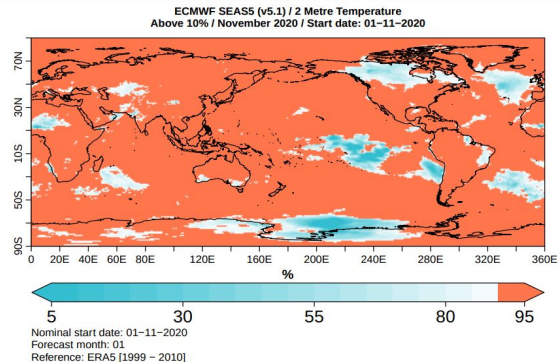 ECMWF SEAS5 (v5.1) / 2 Metre Temperature
Above 10% / November 2020 / Start date: 01−11−2020
70N
30N
10S
50S
90S
0 20E 40E 60E 80E 120E 160E 200E 240E 280E 320E 360E
%
5 30 55 80 95
Nominal start date: 01−11−2020
Forecast month: 01
Reference: ERA5 [1999 − 2010]